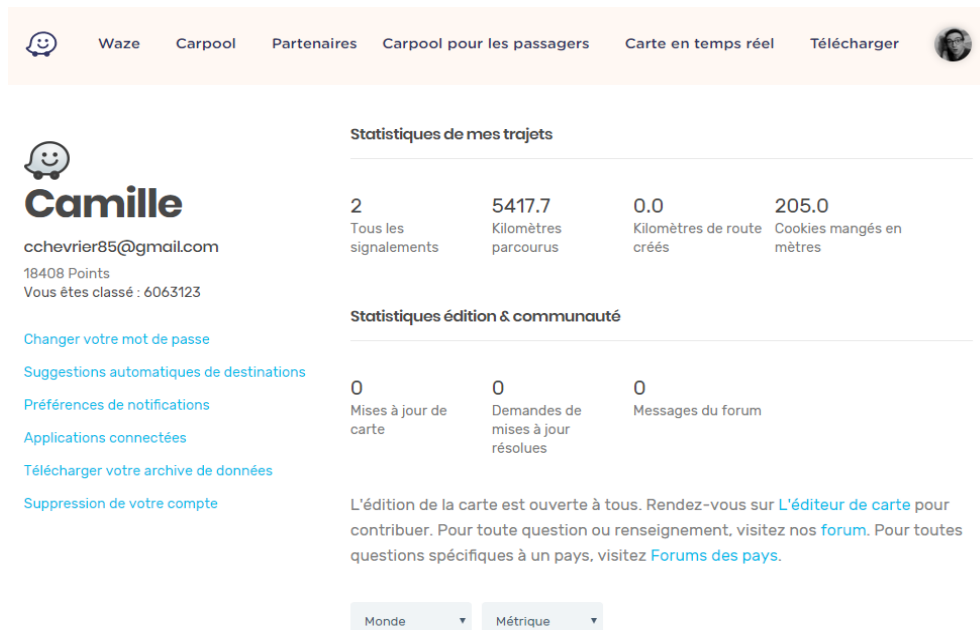 Waze Carpool Partenaires Carpool pour les passagers Carte en temps réel Télécharger
Camille
cchevrier85@gmail.com
18408 Points
Vous êtes classé : 6063123
Changer votre mot de passe
Suggestions automatiques de destinations
Préférences de notifications
Applications connectées
Télécharger votre archive de données
Suppression de votre compte
Statistiques de mes trajets
2
Tous les
signalements
5417.7
Kilomètres
parcourus
0.0
Kilomètres de route
créés
205.0
Cookies mangés en
mètres
Statistiques édition & communauté
0
Mises à jour de
carte
0
Demandes de
mises à jour
résolues
0
Messages du forum
L'édition de la carte est ouverte à tous. Rendez-vous sur L'éditeur de carte pour
contribuer. Pour toute question ou renseignement, visitez nos forum. Pour toutes
questions spécifiques à un pays, visitez Forums des pays.
Monde
Métrique